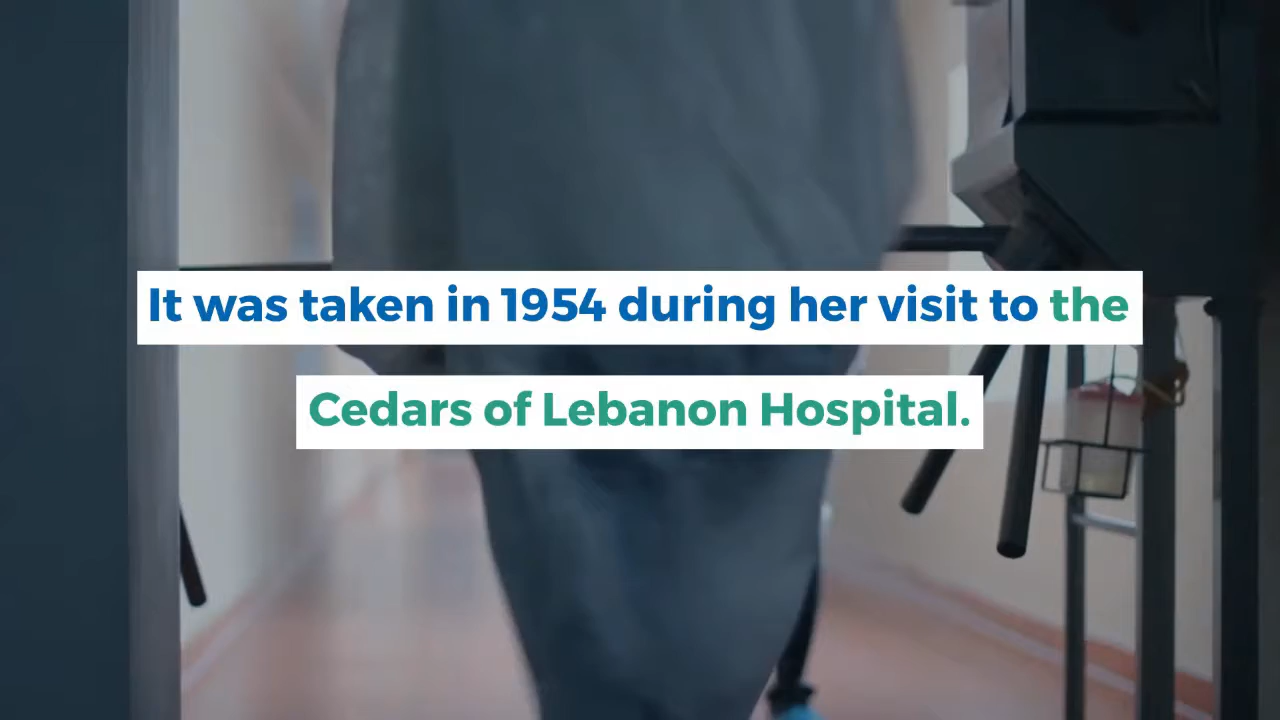 It was taken in 1954 during her visit to the
Cedars of Lebanon Hospital.